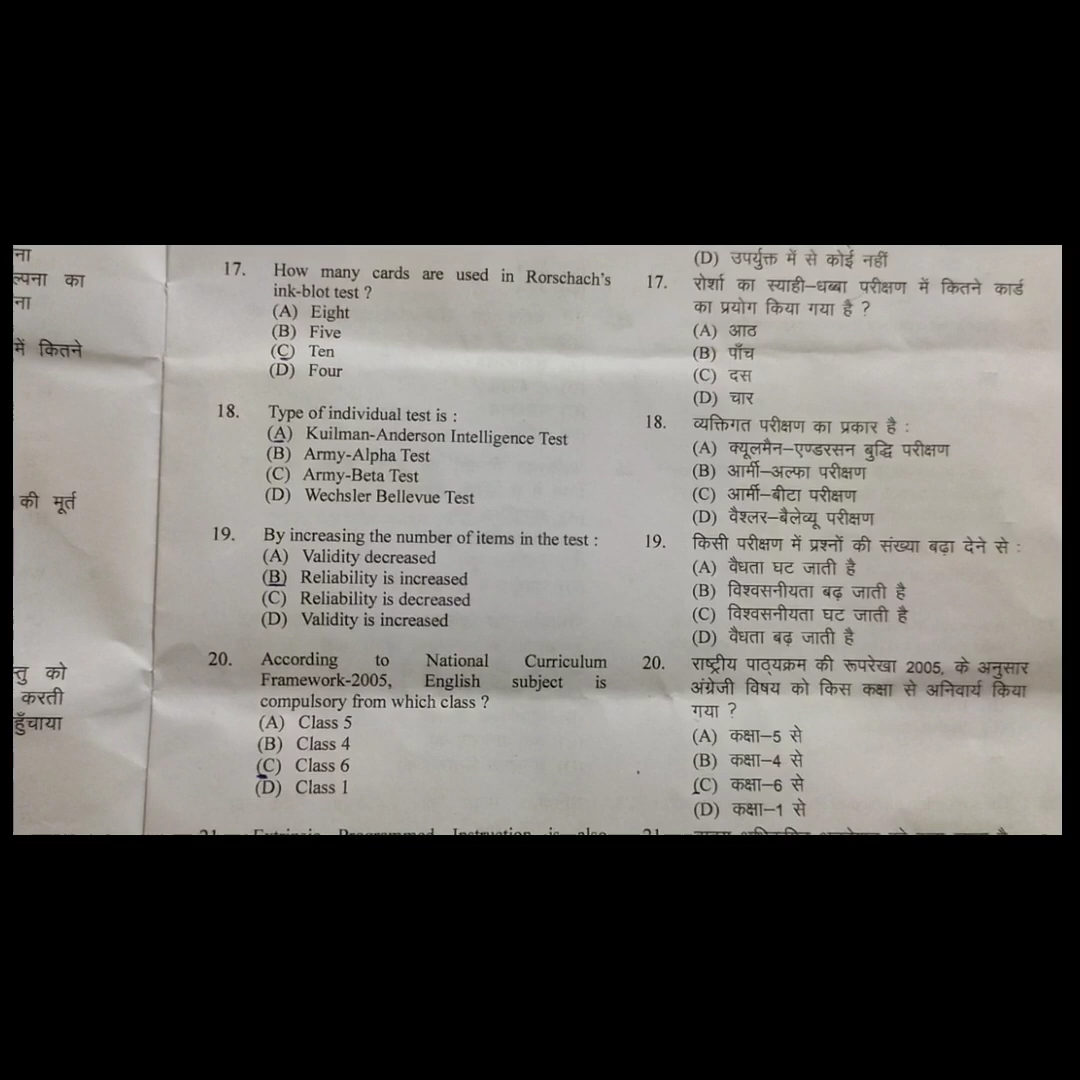 ना
ल्पना का
ना
में कितने
की मूर्त
तु को
करती
हुँचाया
17. How many cards are used in Rorschach's
ink-blot test ?
(A) Eight
(B) Five
(C) Ten
(D) Four
18. Type of individual test is :
(A) Kuilman-Anderson Intelligence Test
(B) Army-Alpha Test
(C) Army-Beta Test
(D) Wechsler Bellevue Test
19. By increasing the number of items in the test :
(A) Validity decreased
(B) Reliability is increased
(C) Reliability is decreased
(D) Validity is increased
20. According to National Curriculum
Framework-2005, English subject is
compulsory from which class ?
(A) Class 5
(B) Class 4
(C) Class 6
(D) Class 1
21. Extrinsic Programmed Instruction is also
(D) उपर्युक्त में से कोई नहीं
17. रोर्शा का स्याही–धब्बा परीक्षण में कितने कार्ड
का प्रयोग किया गया है ?
(A) आठ
(B) पाँच
(C) दस
(D) चार
18. व्यक्तिगत परीक्षण का प्रकार है :
(A) क्यूलमैन–एण्डरसन बुद्धि परीक्षण
(B) आर्मी–अल्फा परीक्षण
(C) आर्मी–बीटा परीक्षण
(D) वैश्लर–बैलेव्यू परीक्षण
19. किसी परीक्षण में प्रश्नों की संख्या बढ़ा देने से :
(A) वैधता घट जाती है
(B) विश्वसनीयता बढ़ जाती है
(C) विश्वसनीयता घट जाती है
(D) वैधता बढ़ जाती है
20. राष्ट्रीय पाठ्यक्रम की रूपरेखा 2005, के अनुसार
अंग्रेजी विषय को किस कक्षा से अनिवार्य किया
गया ?
(A) कक्षा–5 से
(B) कक्षा–4 से
(C) कक्षा–6 से
(D) कक्षा–1 से
21.